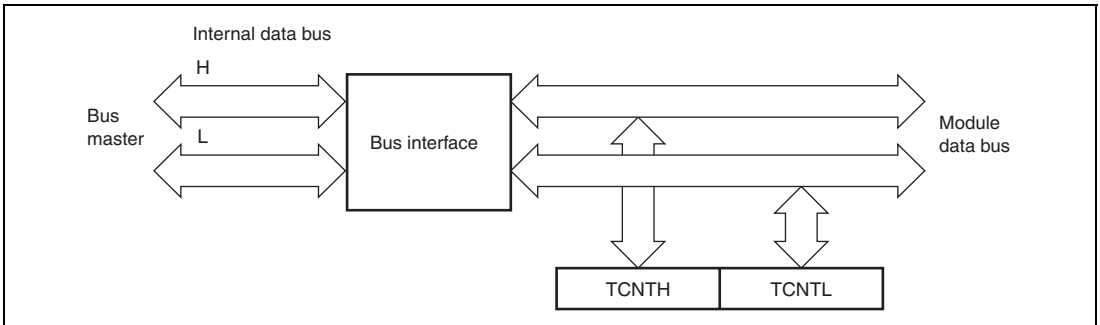 Internal data bus
H
Bus
master
L
Bus interface
Module
data bus
TCNTH
TCNTL